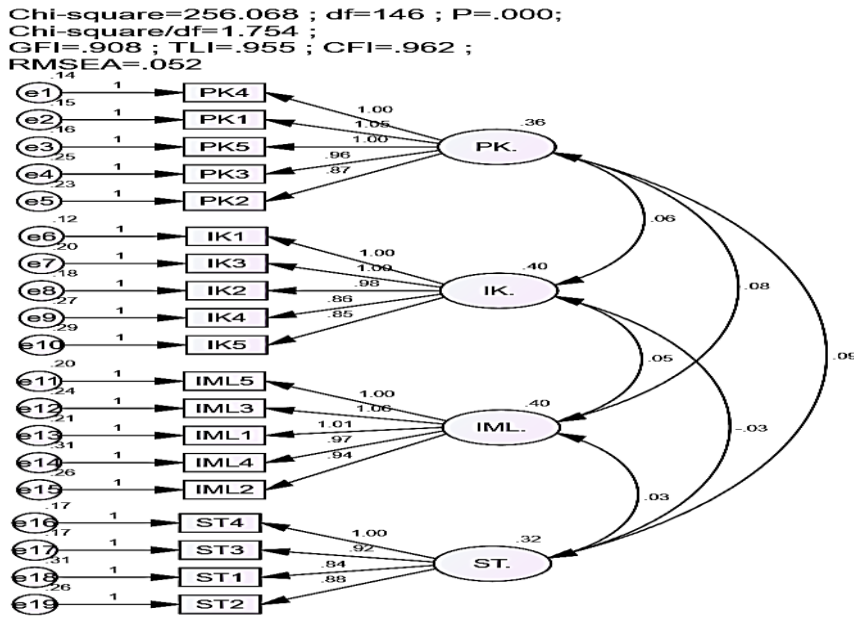 Chi-square=256.068 ; df=146 ; P=.000;
Chi-square/df=1.754 ;
GFI=.908 ; TLI=.955 ; CFI=.962 ;
RMSEA=.052
.14
e1 1 PK4 1.00
.15
e2 1 PK1 1.05 .36
.16
e3 1 PK5 1.00 PK.
.25
e4 1 PK3 .96
.23
e5 1 PK2 .87
.06
.12
e6 1 IK1 1.00
.20
e7 1 IK3 1.00 .40
.18
e8 1 IK2 .98 IK. .08
.27
e9 1 IK4 .86
.29
e10 1 IK5 .85
.05 .09
.20
e11 1 IML5 1.00
.24
e12 1 IML3 1.06 .40
.21
e13 1 IML1 1.01 IML. -.03
.31
e14 1 IML4 .97
.26
e15 1 IML2 .94
.03
.17
e16 1 ST4 1.00
.17
e17 1 ST3 .92 .32
.31
e18 1 ST1 .84 ST.
.26
e19 1 ST2 .88